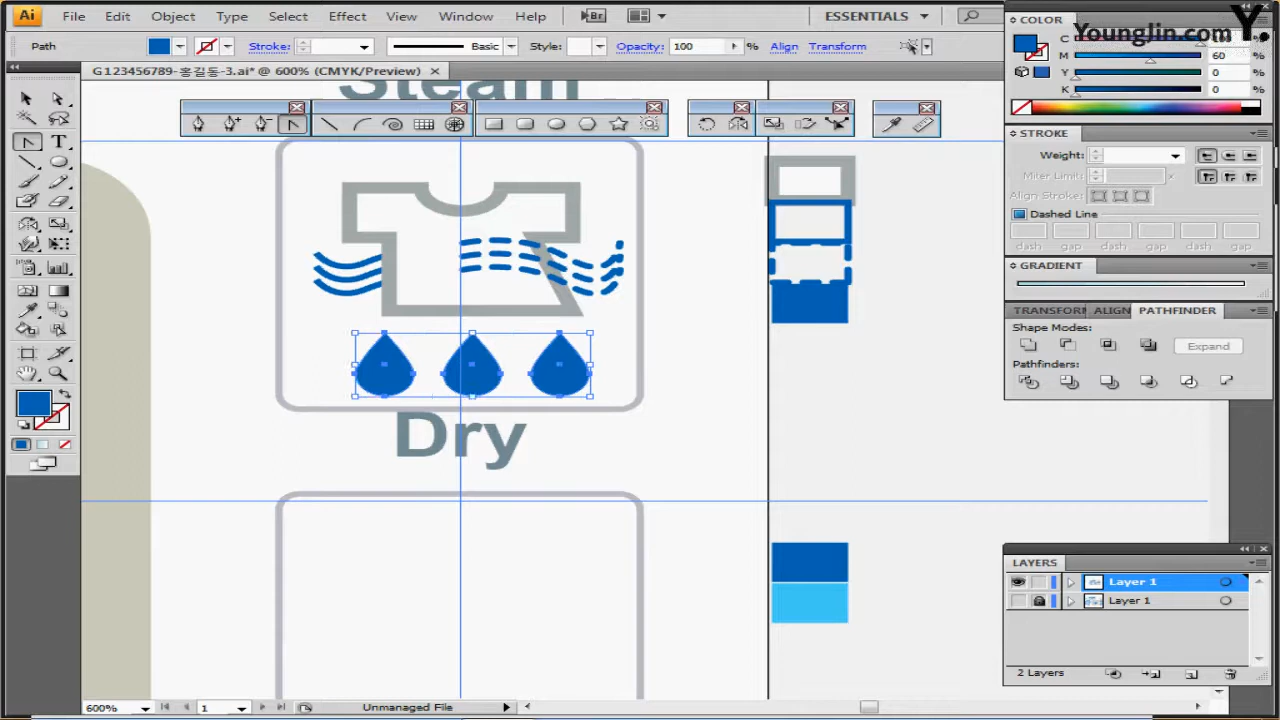 Ai File Edit Object Type Select Effect View Window Help Br ESSENTIALS
Path Stroke: Basic Style: Opacity: 100 % Align Transform
G123456789-홍길동-3.ai* @ 600% (CMYK/Preview)
Steam
Dry
COLOR
Younglin.com Y.
C %
M 60 %
Y 0 %
K 0 %
STROKE
Weight:
Miter Limit: x
Align Stroke:
Dashed Line
dash gap dash gap dash gap
GRADIENT
TRANSFORM ALIGN PATHFINDER
Shape Modes:
Expand
Pathfinders:
LAYERS
Layer 1
Layer 1
2 Layers
600% 1 Unmanaged File